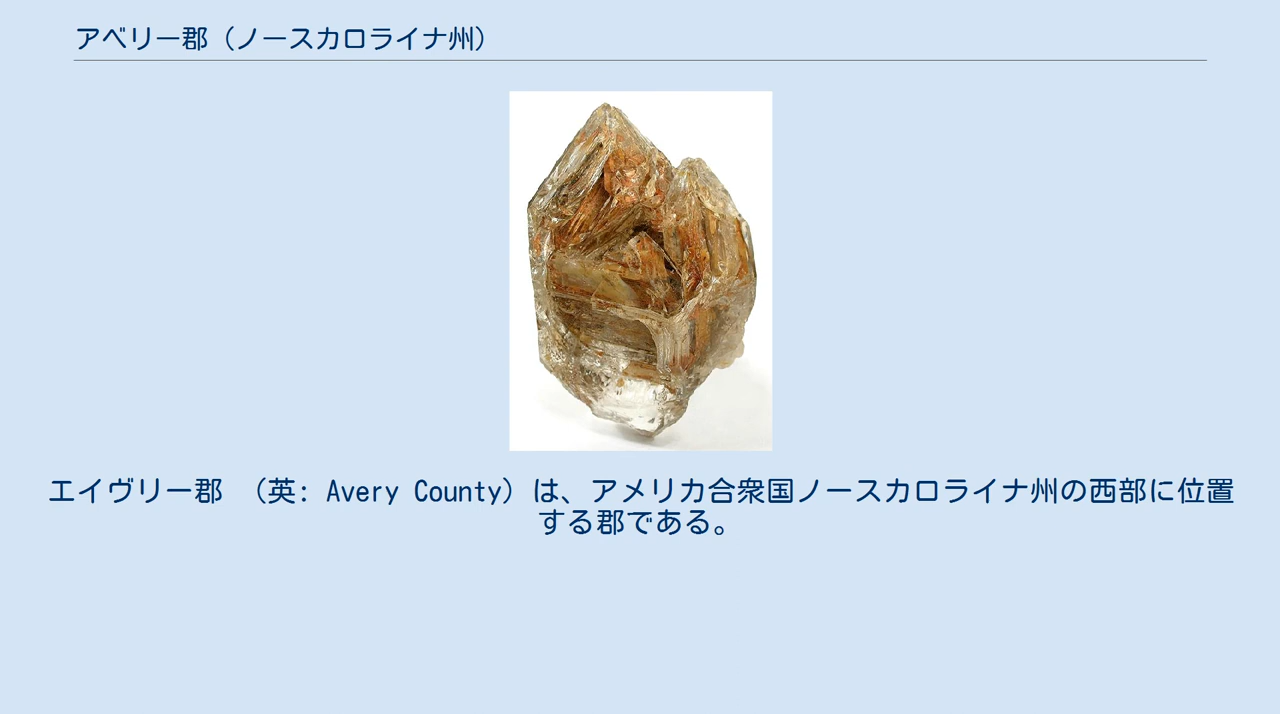 アベリー郡（ノースカロライナ州）
エイヴリー郡 （英: Avery County）は、アメリカ合衆国ノースカロライナ州の西部に位置
する郡である。